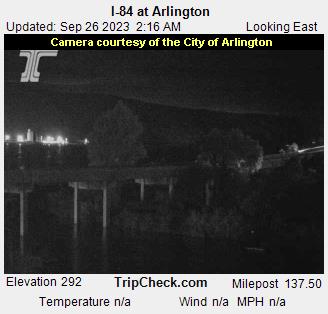 I-84 at Arlington
Updated: Sep 26 2023 2:16 AM Looking East
Camera courtesy of the City of Arlington
Elevation 292 TripCheck.com Milepost 137.50
Temperature n/a Wind n/a MPH n/a